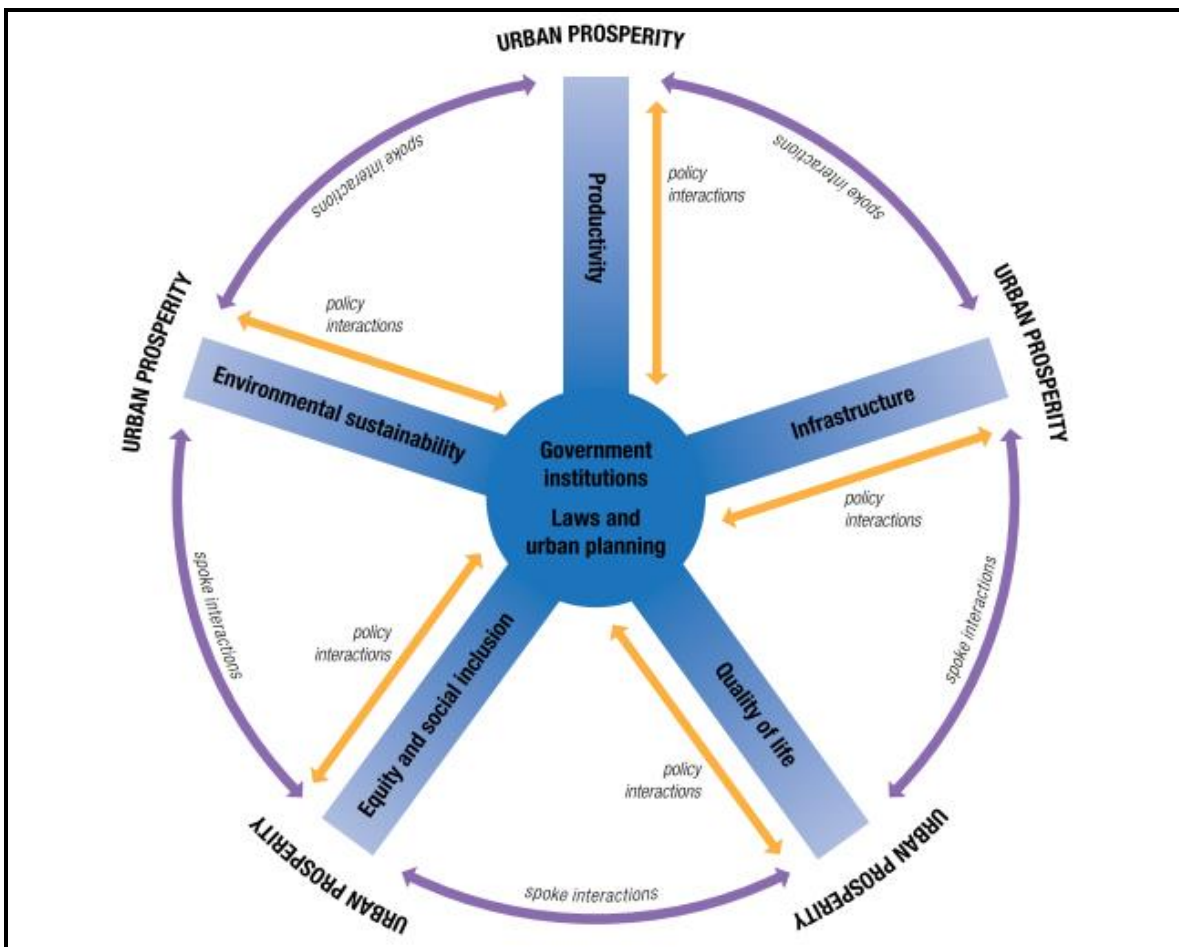 URBAN PROSPERITY
spoke interactions
spoke interactions
Productivity
policy
interactions
URBAN PROSPERITY
URBAN PROSPERITY
policy
interactions
Environmental sustainability
Infrastructure
Government
institutions
Laws and
urban planning
policy
interactions
spoke interactions
spoke interactions
policy
interactions
Equity and social inclusion
Quality of life
policy
interactions
URBAN PROSPERITY
URBAN PROSPERITY
spoke interactions